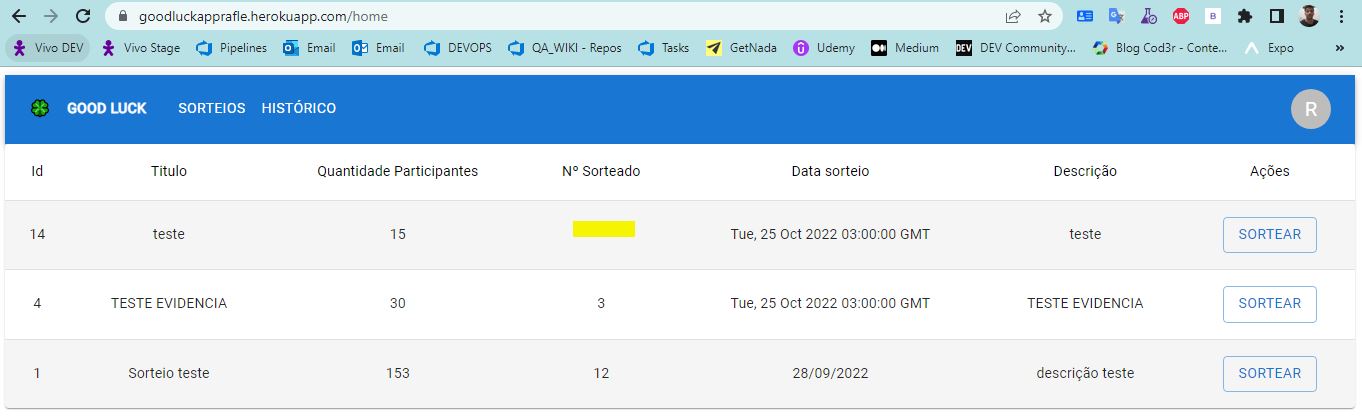 goodluckapprafle.herokuapp.com/home
Vivo DEV Vivo Stage Pipelines Email Email DEVOPS QA_WIKI - Repos Tasks GetNada Udemy Medium DEV Community... Blog Cod3r - Conte... Expo »
GOOD LUCK SORTEIOS HISTÓRICO R
Id Titulo Quantidade Participantes Nº Sorteado Data sorteio Descrição Ações
14 teste 15 Tue, 25 Oct 2022 03:00:00 GMT teste SORTEAR
4 TESTE EVIDENCIA 30 3 Tue, 25 Oct 2022 03:00:00 GMT TESTE EVIDENCIA SORTEAR
1 Sorteio teste 153 12 28/09/2022 descrição teste SORTEAR